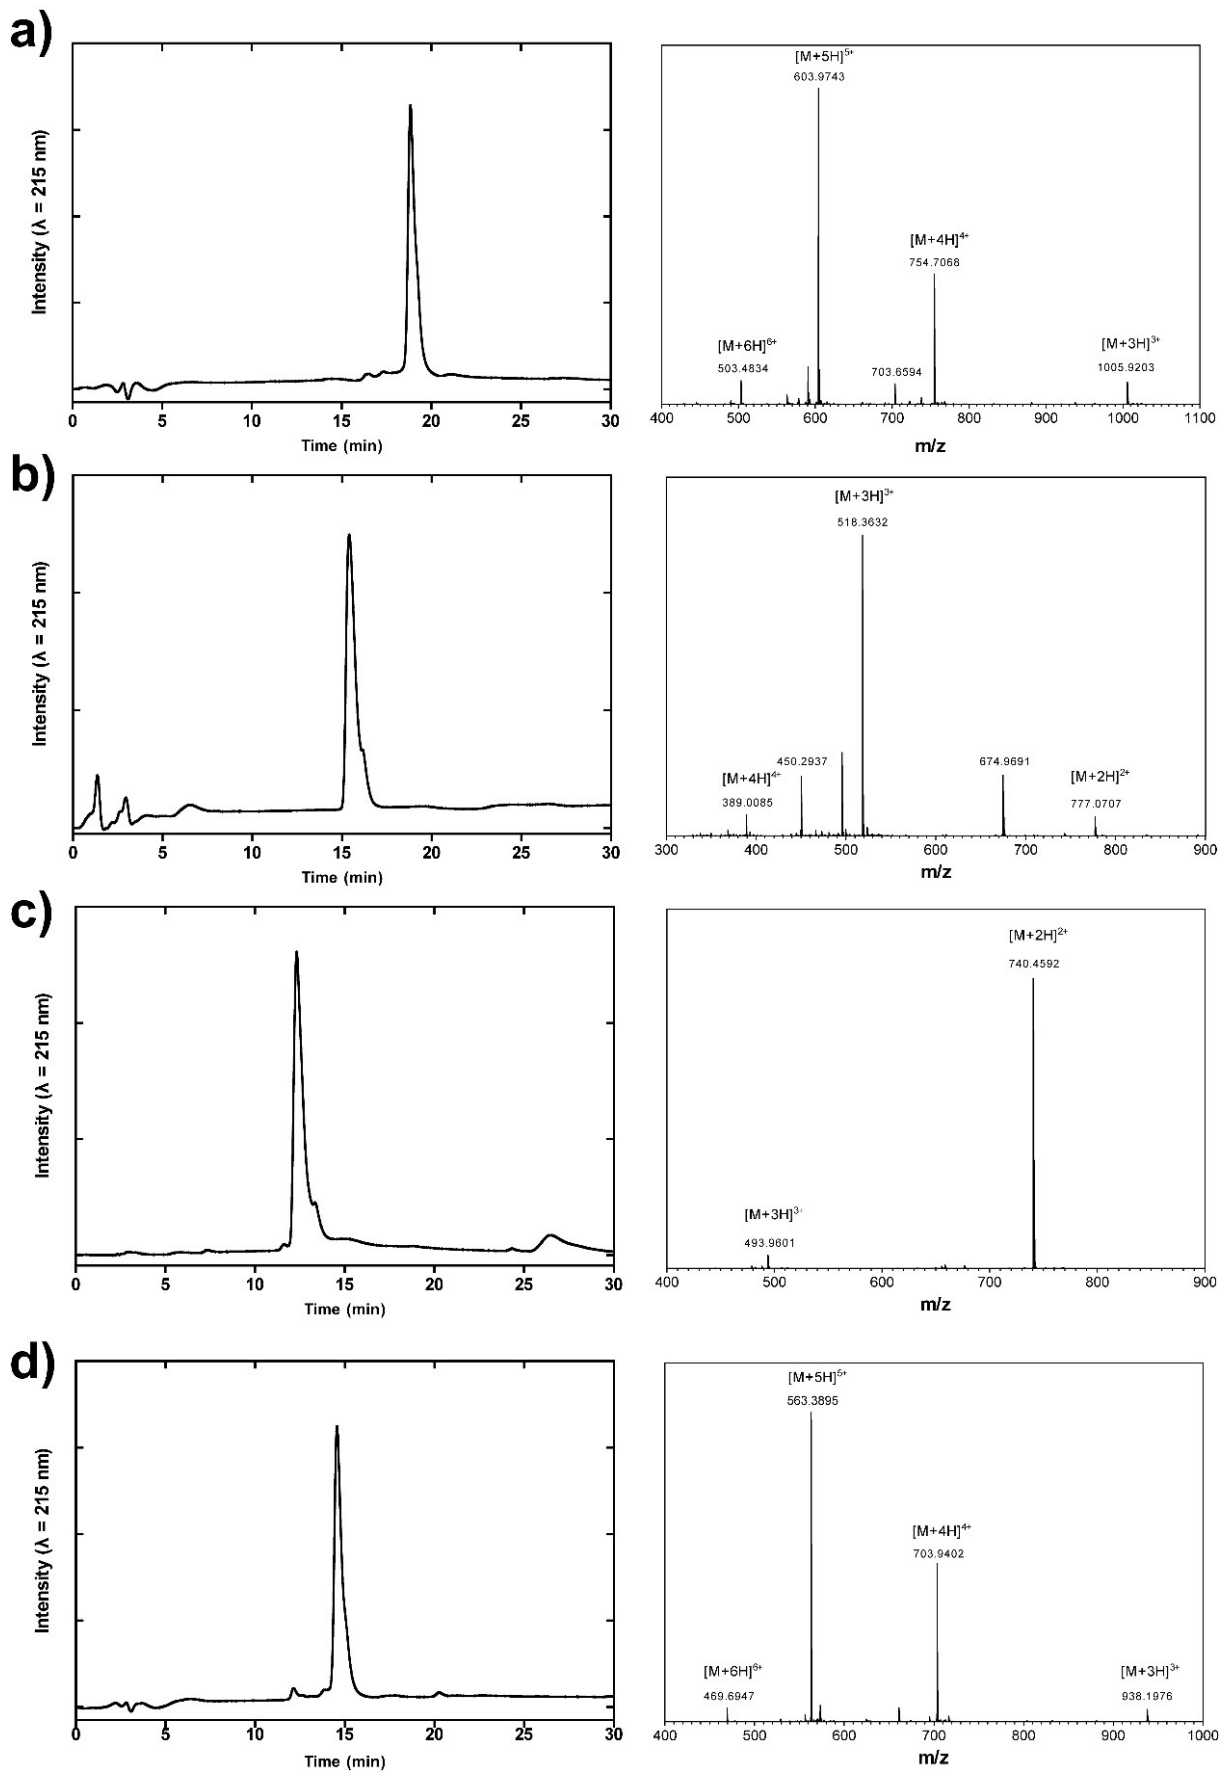 a)
Intensity (λ = 215 nm)
0 5 10 15 20 25 30
Time (min)
[M+5H]5+
603.9743
[M+4H]4+
754.7068
[M+6H]6+
503.4834
703.6594
[M+3H]3+
1005.9203
400 500 600 700 800 900 1000 1100
m/z
b)
Intensity (λ = 215 nm)
0 5 10 15 20 25 30
Time (min)
[M+3H]3+
518.3632
[M+4H]4+
389.0085
450.2937
674.9691
[M+2H]2+
777.0707
300 400 500 600 700 800 900
m/z
c)
Intensity (λ = 215 nm)
0 5 10 15 20 25 30
Time (min)
[M+2H]2+
740.4592
[M+3H]3+
493.9601
400 500 600 700 800 900
m/z
d)
Intensity (λ = 215 nm)
0 5 10 15 20 25 30
Time (min)
[M+5H]5+
563.3895
[M+4H]4+
703.9402
[M+6H]6+
469.6947
[M+3H]3+
938.1976
400 500 600 700 800 900 1000
m/z